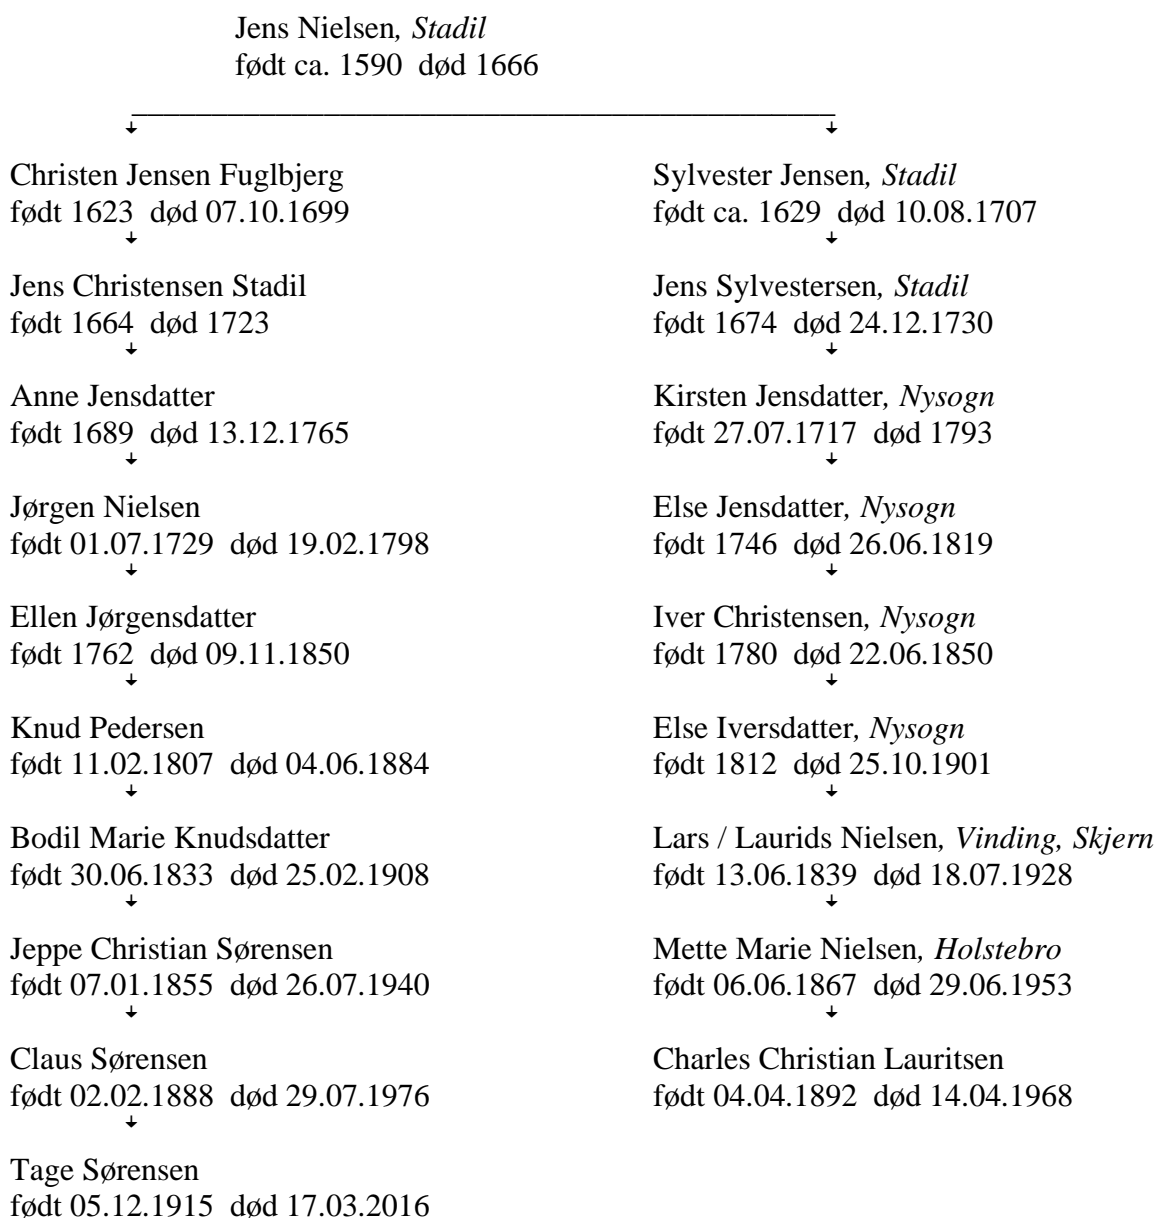 Jens Nielsen, Stadil
født ca. 1590 død 1666
Christen Jensen Fuglbjerg
født 1623 død 07.10.1699
Jens Christensen Stadil
født 1664 død 1723
Anne Jensdatter
født 1689 død 13.12.1765
Jørgen Nielsen
født 01.07.1729 død 19.02.1798
Ellen Jørgensdatter
født 1762 død 09.11.1850
Knud Pedersen
født 11.02.1807 død 04.06.1884
Bodil Marie Knudsdatter
født 30.06.1833 død 25.02.1908
Jeppe Christian Sørensen
født 07.01.1855 død 26.07.1940
Claus Sørensen
født 02.02.1888 død 29.07.1976
Tage Sørensen
født 05.12.1915 død 17.03.2016
Sylvester Jensen, Stadil
født ca. 1629 død 10.08.1707
Jens Sylvestersen, Stadil
født 1674 død 24.12.1730
Kirsten Jensdatter, Nysogn
født 27.07.1717 død 1793
Else Jensdatter, Nysogn
født 1746 død 26.06.1819
Iver Christensen, Nysogn
født 1780 død 22.06.1850
Else Iversdatter, Nysogn
født 1812 død 25.10.1901
Lars / Laurids Nielsen, Vinding, Skjern
født 13.06.1839 død 18.07.1928
Mette Marie Nielsen, Holstebro
født 06.06.1867 død 29.06.1953
Charles Christian Lauritsen
født 04.04.1892 død 14.04.1968